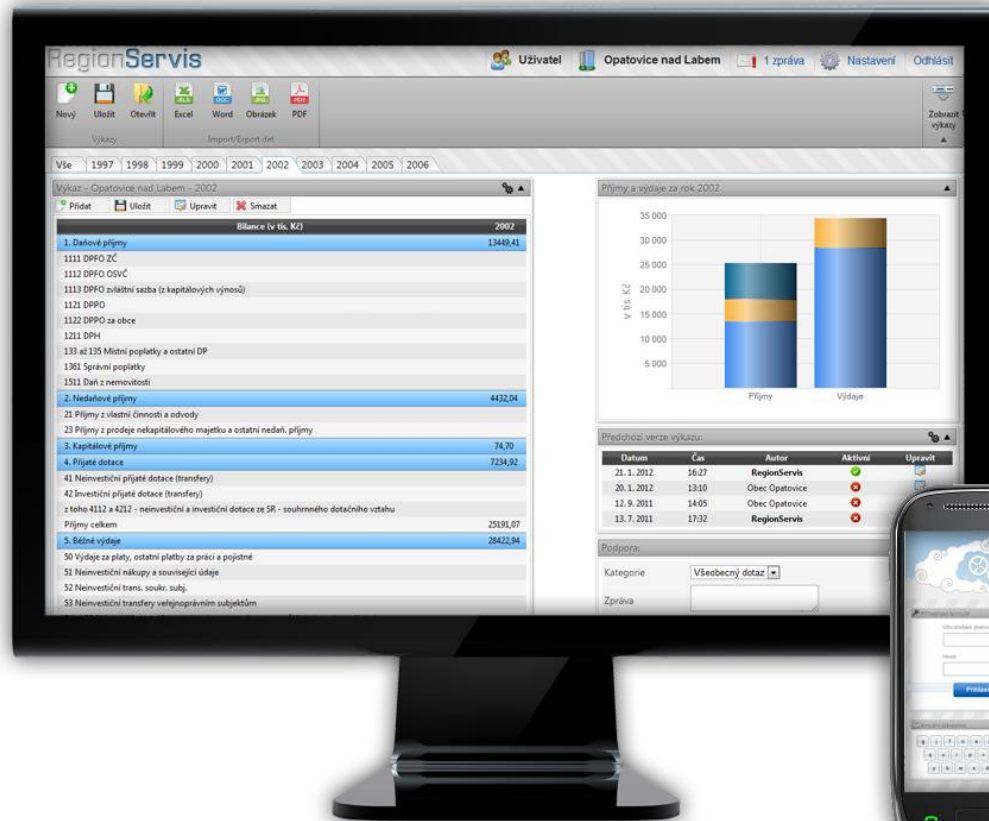 RegionServis
Uživatel
Opatovice nad Labem
1 zpráva
Nastavení
Odhlásit
Nový Uložit Otevřít Excel Word Obrázek PDF
Zobrazit
výkazy
Výkazy
Import/Export dat
Vše 1997 1998 1999 2000 2001 2002 2003 2004 2005 2006
Výkaz - Opatovice nad Labem - 2002
Přidat Uložit Upravit Smazat
Bilance (v tis. Kč) 2002
1. Daňové příjmy 13449,41
1111 DPFO ZČ
1112 DPFO OSVČ
1113 DPFO zvláštní sazba (z kapitálových výnosů)
1121 DPPO
1122 DPPO za obce
1211 DPH
133 až 135 Místní poplatky a ostatní DP
1361 Správní poplatky
1511 Daň z nemovitosti
2. Nedaňové příjmy 4432,04
21 Příjmy z vlastní činnosti a odvody
23 Příjmy z prodeje nekapitálového majetku a ostatní nedaň. příjmy
3. Kapitálové příjmy 74,70
4. Přijaté dotace 7234,92
41 Neinvestiční přijaté dotace (transfery)
42 Investiční přijaté dotace (transfery)
z toho 4112 a 4212 - neinvestiční a investiční dotace ze SR - souhrnného dotačního vztahu
Příjmy celkem 25191,07
5. Běžné výdaje 28422,94
50 Výdaje za platy, ostatní platby za práci a pojistné
51 Neinvestiční nákupy a související údaje
52 Neinvestiční trans. soukr. subj.
53 Neinvestiční transfery veřejnoprávním subjektům
Příjmy a výdaje za rok 2002
35 000
30 000
25 000
20 000
15 000
10 000
5 000
v tis. Kč
Příjmy Výdaje
Předchozí verze výkazu:
Datum Čas Autor Aktivní Upravit
21. 1. 2012 16:27 RegionServis
20. 1. 2012 13:10 Obec Opatovice
12. 9. 2011 14:05 Obec Opatovice
13. 7. 2011 17:32 RegionServis
Podpora:
Kategorie Všeobecný dotaz
Zpráva